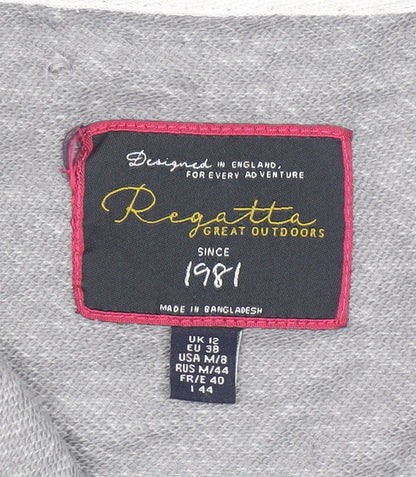 Designed IN ENGLAND,
FOR EVERY ADVENTURE
Regatta
GREAT OUTDOORS
SINCE
1981
MADE IN BANGLADESH
UK 12
EU 38
USA M/8
RUS M/44
FR/E 40
I 44